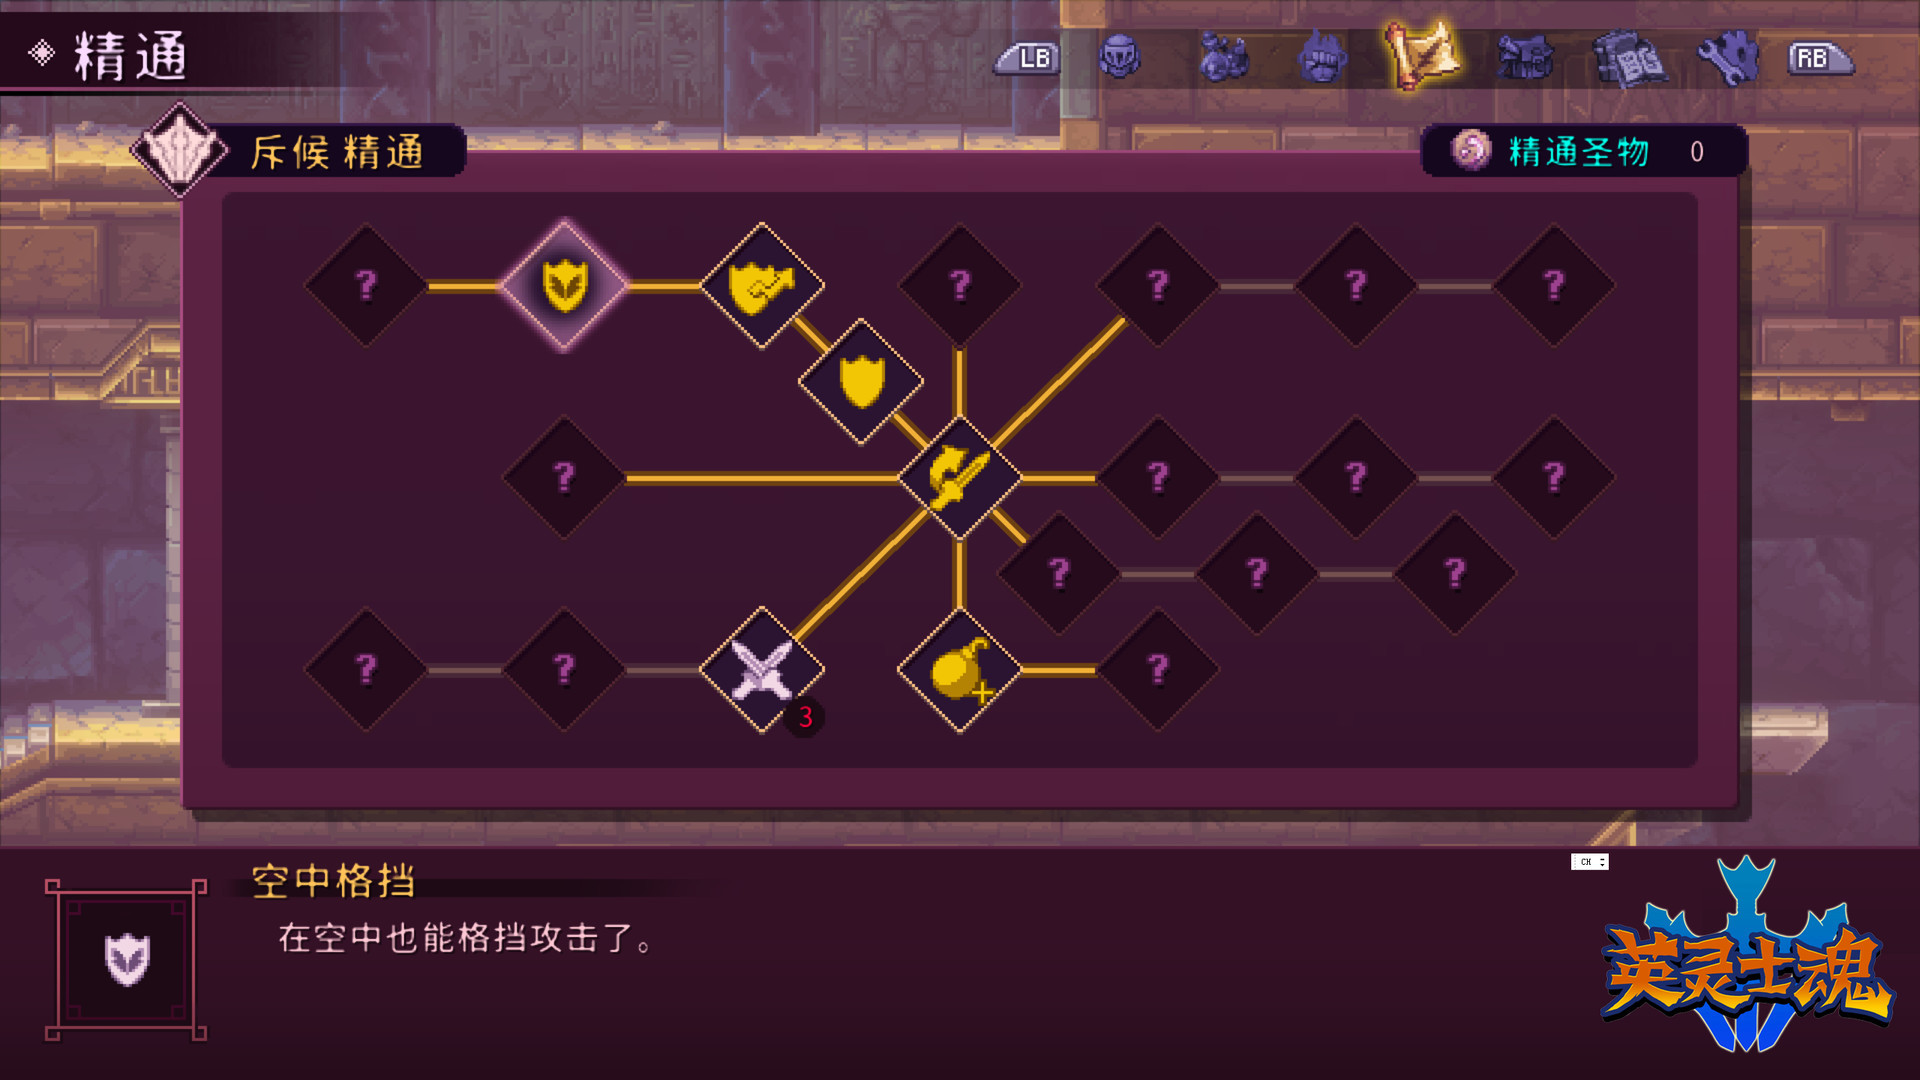 精通
LB
RB
斥候 精通
精通圣物 0
? ? ? ? ?
? ? ? ?
? ? ?
? ? ?
3
空中格挡
在空中也能格挡攻击了。
CH
英灵士魂